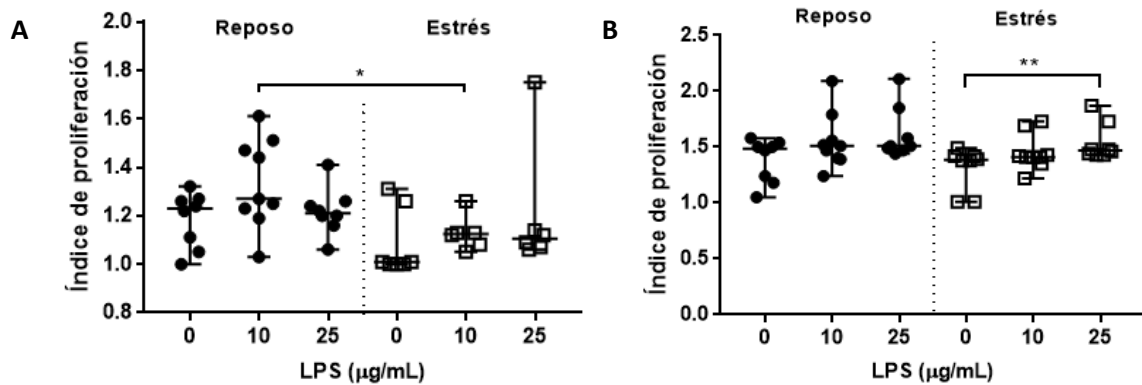 A
Reposo
Estrés
Índice de proliferación
2.0
1.8
1.6
1.4
1.2
1.0
0.8
*
0 10 25 0 10 25
LPS (µg/mL)
B
Reposo
Estrés
Índice de proliferación
2.5
2.0
1.5
1.0
0.5
0.0
**
0 10 25 0 10 25
LPS (µg/mL)